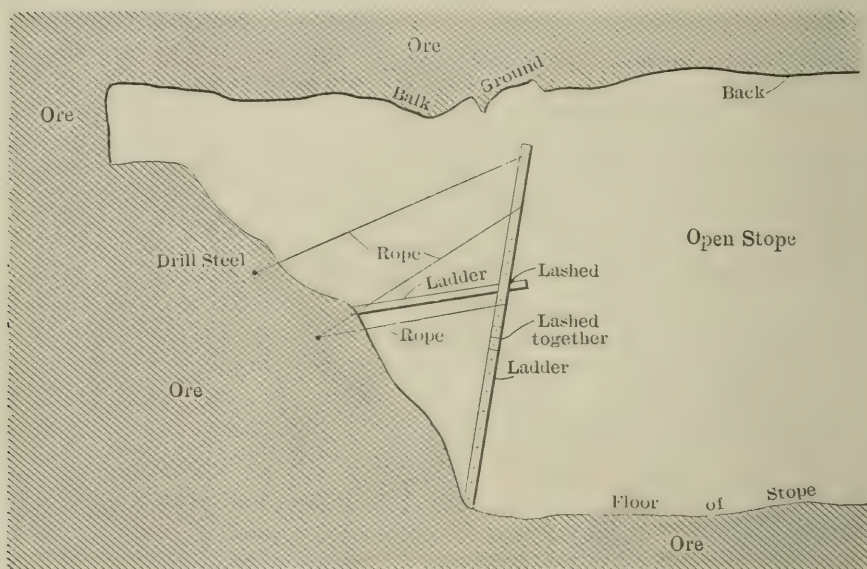 Ore
Ground
Balk
Back
Ore
Open Stope
Drill Steel
Rope
Ladder
Lashed
Rope
Lashed
together
Ladder
Ore
Floor of Stope
Ore